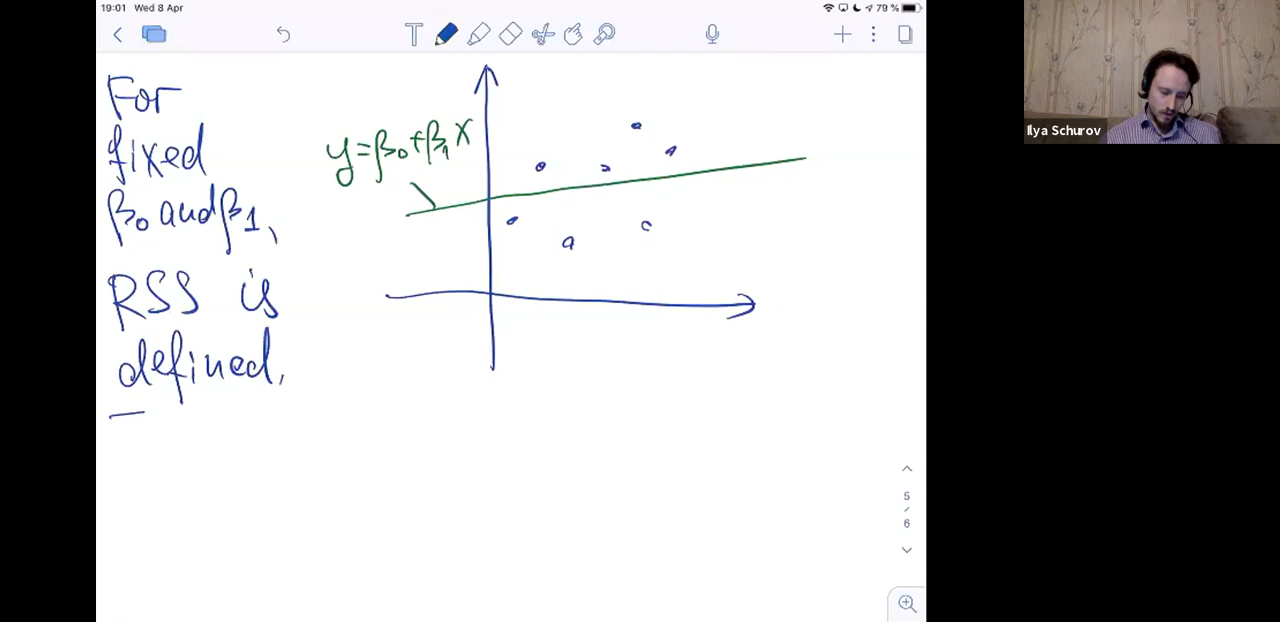 19:01 Wed 8 Apr
79 %
For
fixed
β₀ and β₁,
RSS is
defined.
y=β₀+β₁x
Ilya Schurov
5
6